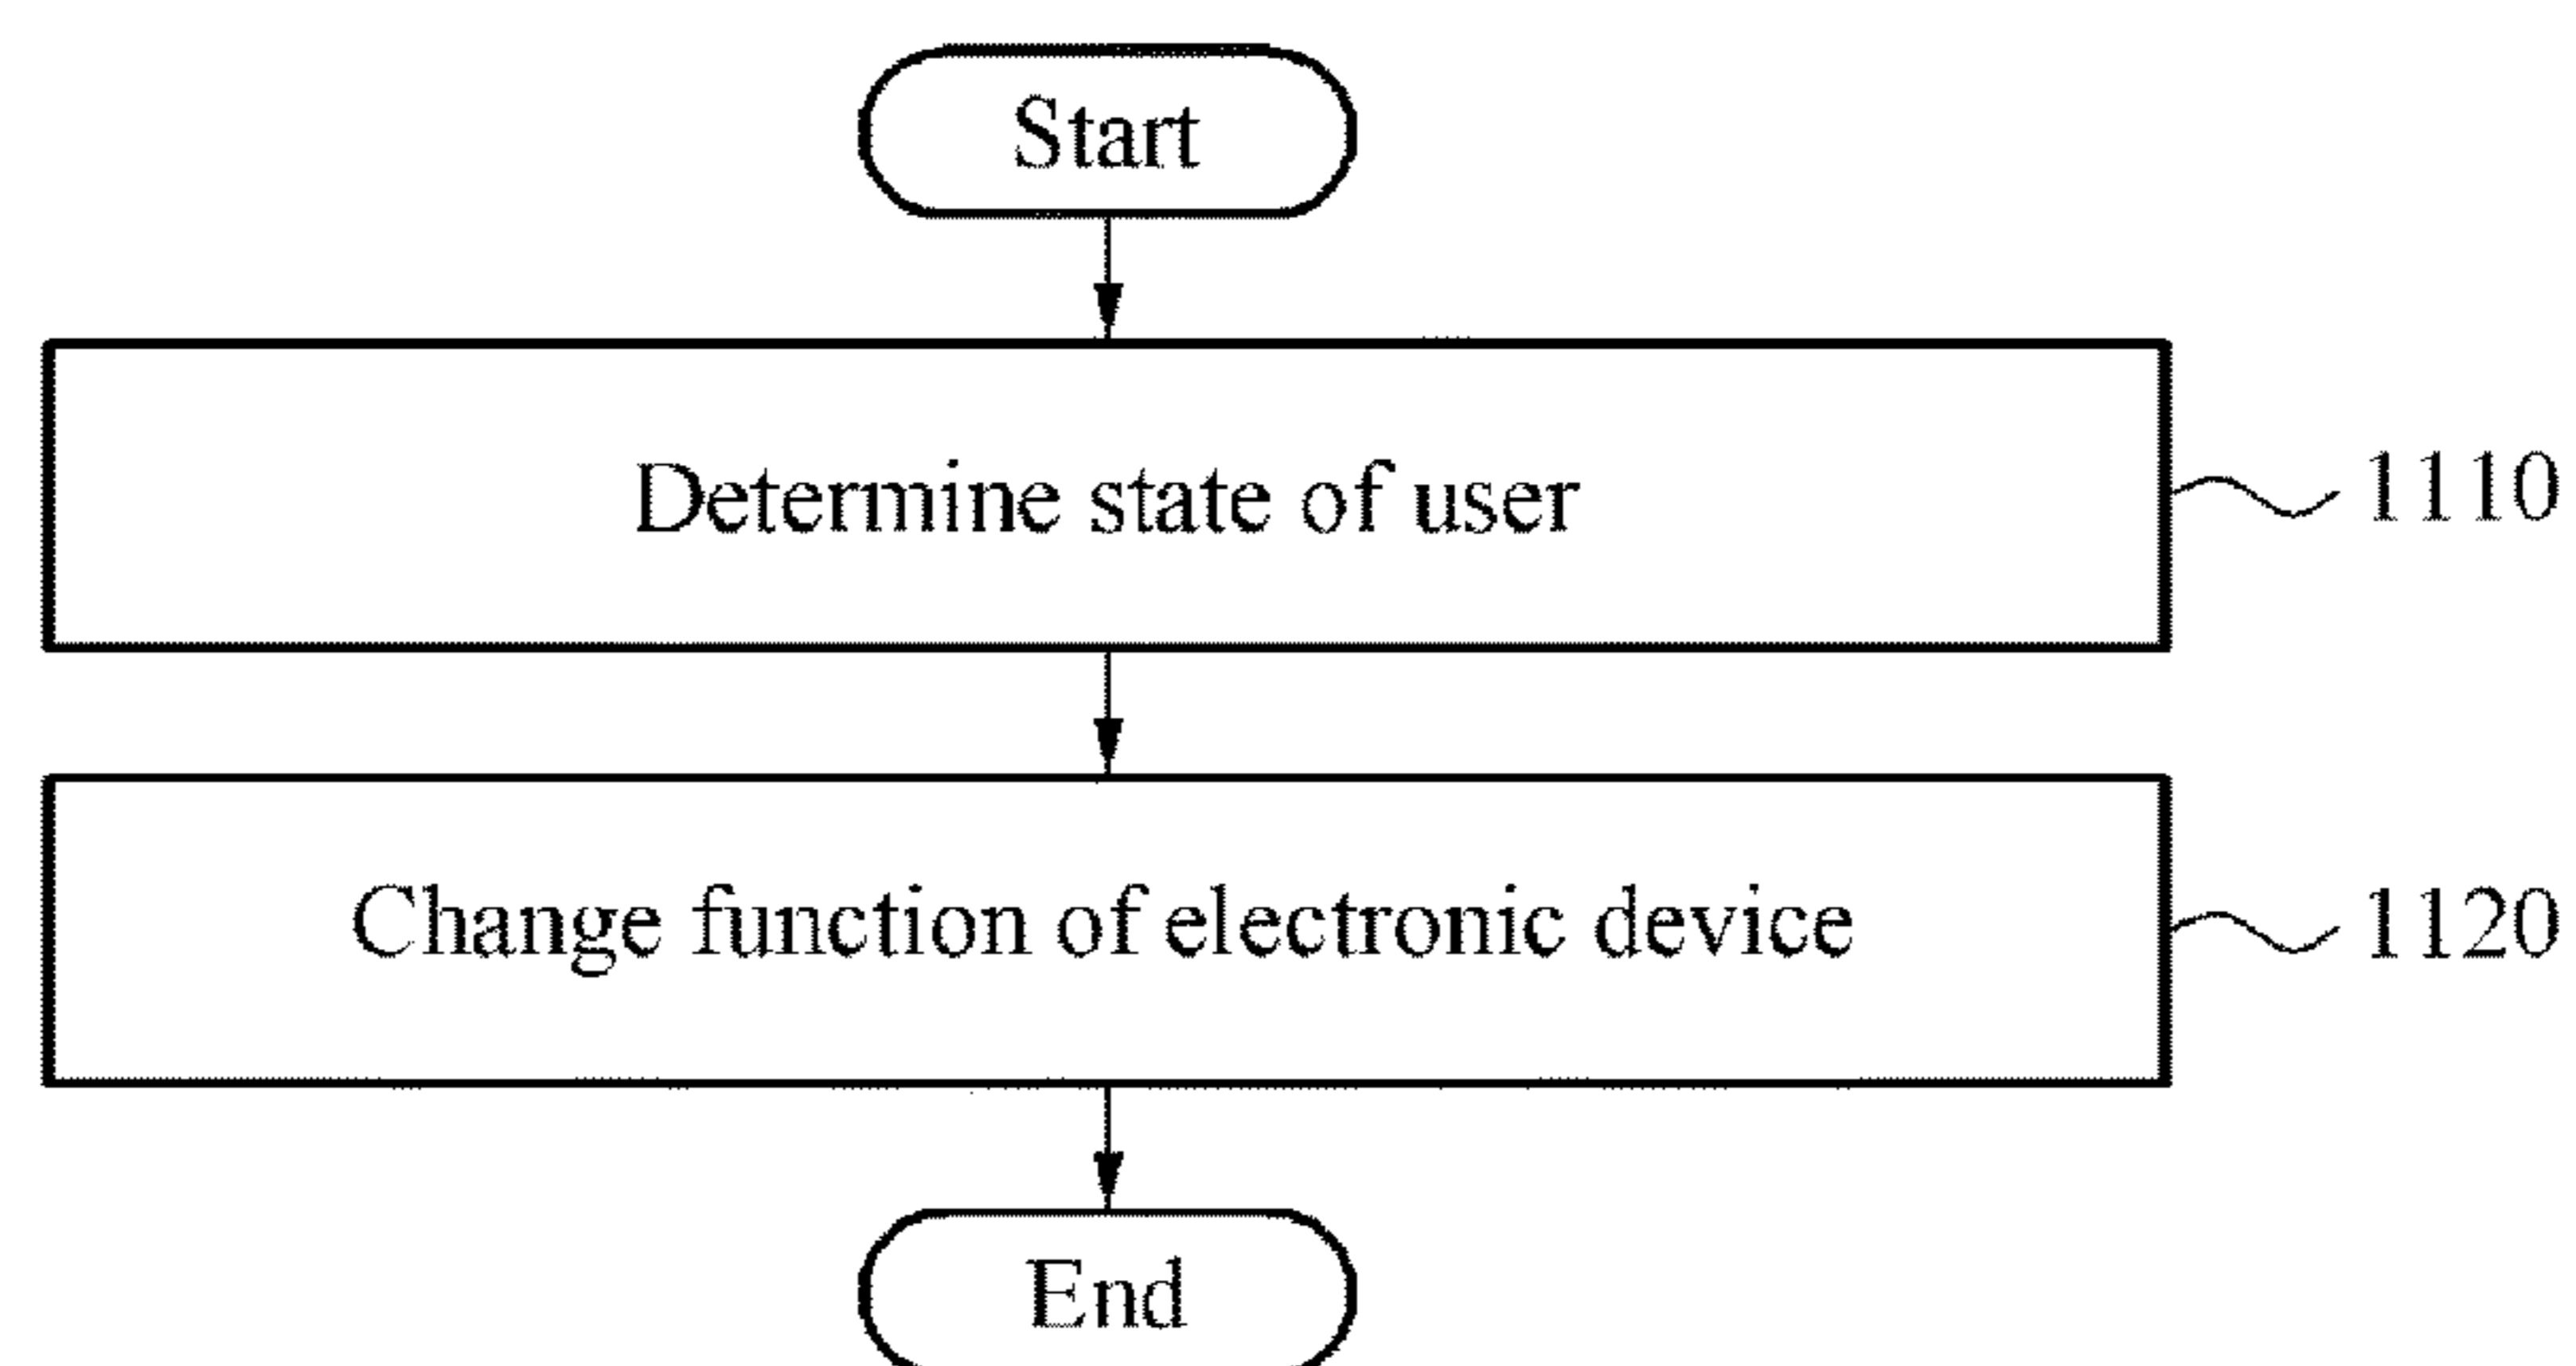 Start
Determine state of user
1110
Change function of electronic device
1120
End